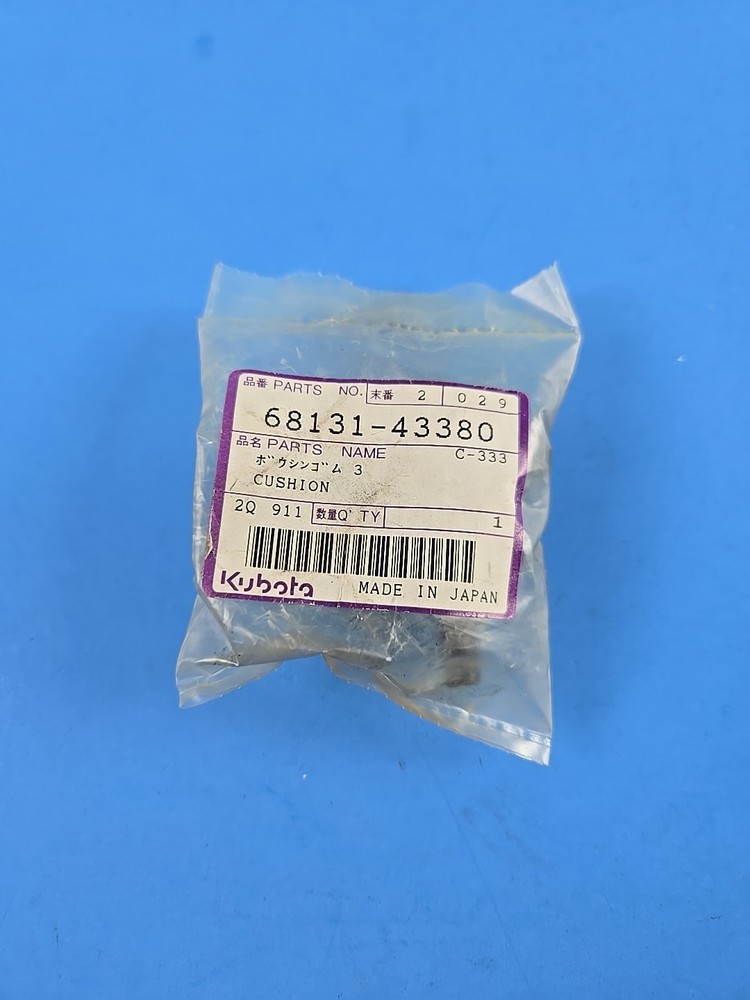 品番 PARTS NO. 末番 2 029
68131-43380
品名 PARTS NAME C-333
ボウシンゴム 3
CUSHION
2Q 911 数量Q'TY 1
Kubota MADE IN JAPAN